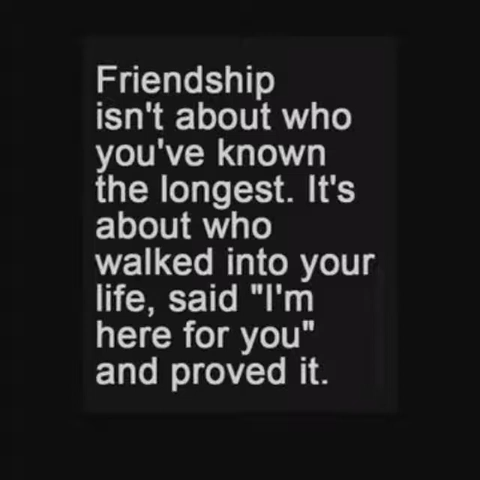 Friendship
isn't about who
you've known
the longest. It's
about who
walked into your
life, said "I'm
here for you"
and proved it.